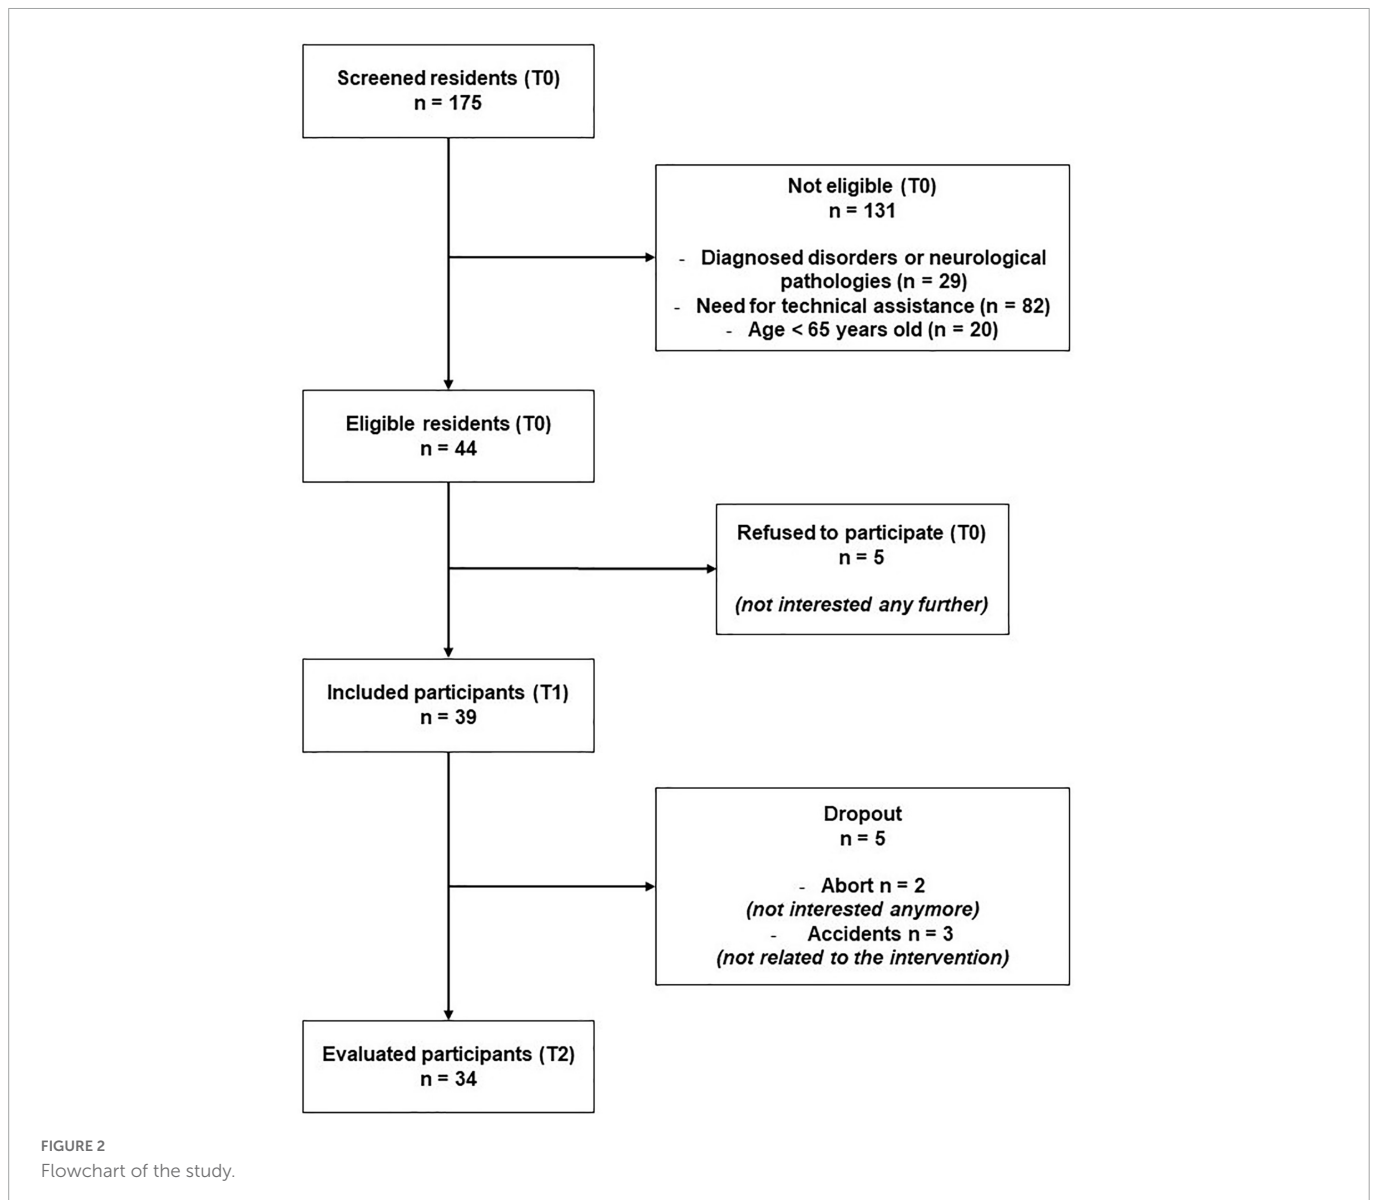 Screened residents (T0)
n = 175
Not eligible (T0)
n = 131
- Diagnosed disorders or neurological
pathologies (n = 29)
- Need for technical assistance (n = 82)
- Age < 65 years old (n = 20)
Eligible residents (T0)
n = 44
Refused to participate (T0)
n = 5
(not interested any further)
Included participants (T1)
n = 39
Dropout
n = 5
- Abort n = 2
(not interested anymore)
- Accidents n = 3
(not related to the intervention)
Evaluated participants (T2)
n = 34
FIGURE 2
Flowchart of the study.